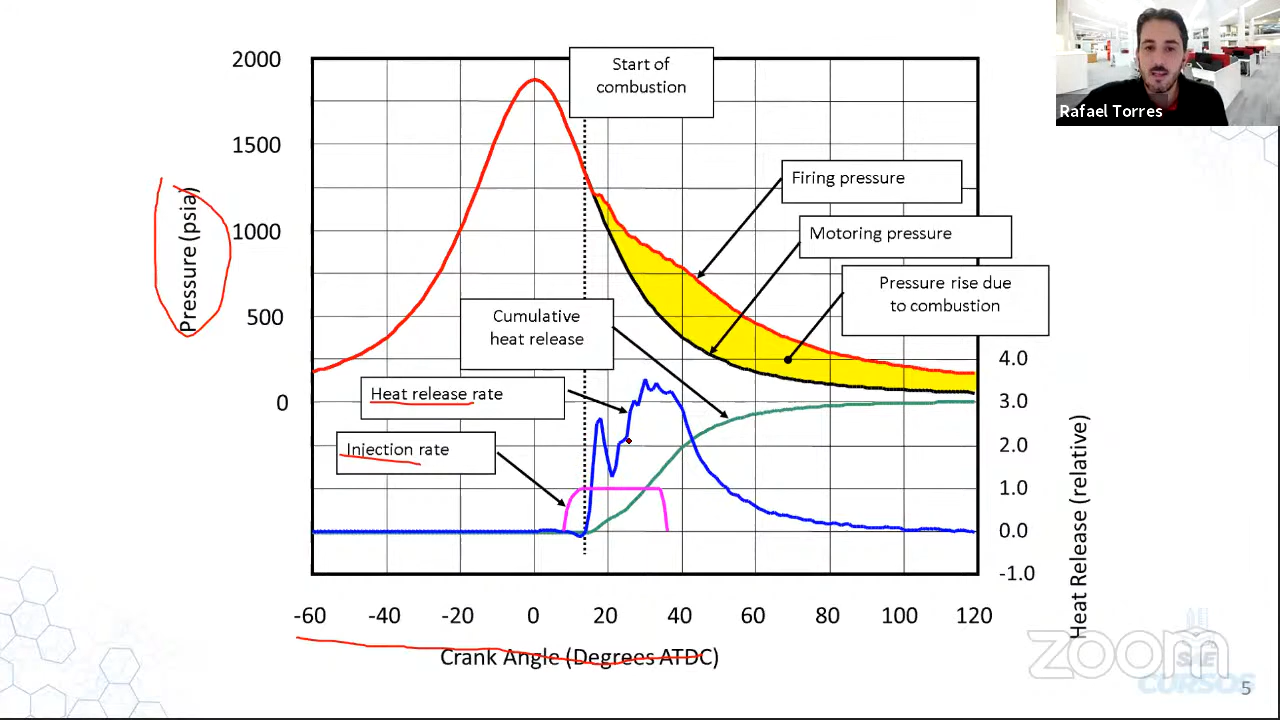 Start of
combustion
Rafael Torres
2000
1500
1000
500
0
Pressure (psia)
Firing pressure
Motoring pressure
Pressure rise due
to combustion
Cumulative
heat release
Heat release rate
Injection rate
4.0
3.0
2.0
1.0
0.0
-1.0
Heat Release (relative)
-60 -40 -20 0 20 40 60 80 100 120
Crank Angle (Degrees ATDC)
zoom
SAE
CURSOS
5